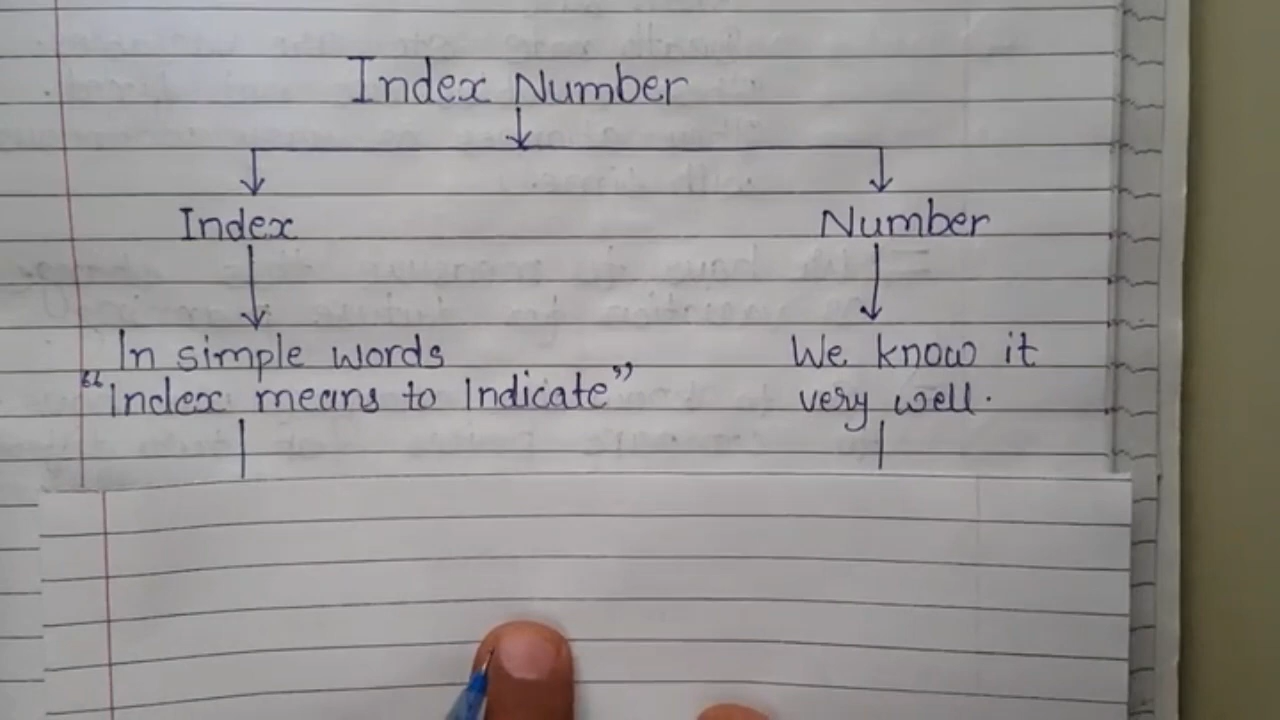 Index Number
Index
Number
In simple words
“Index means to Indicate”
We know it
very well.